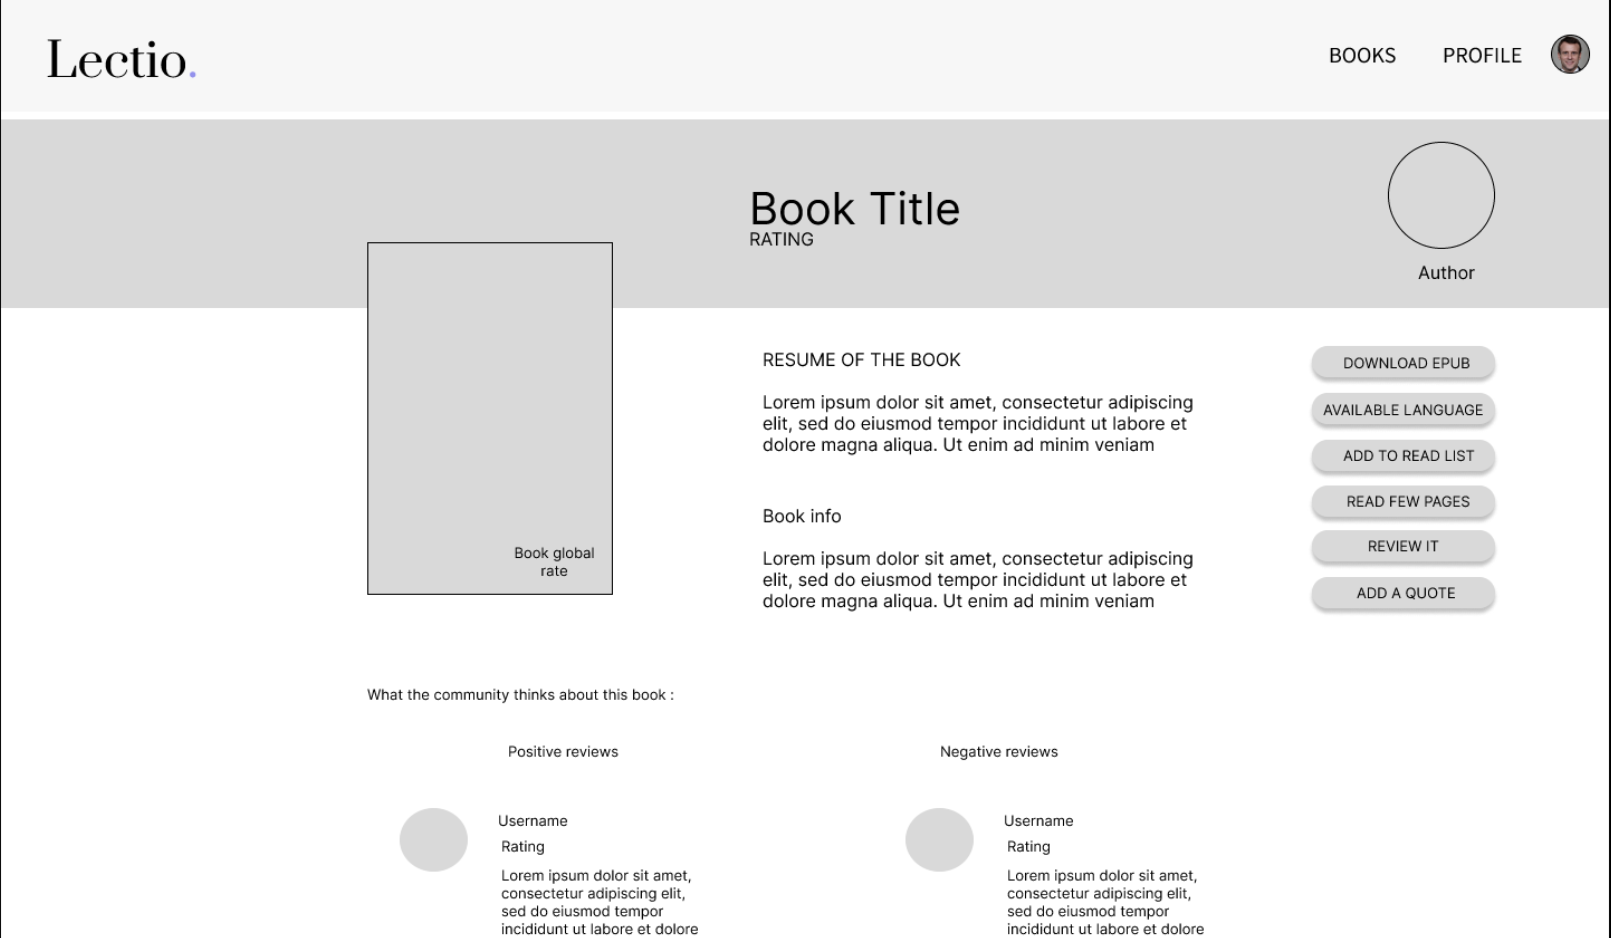 Lectio.
BOOKS
PROFILE
Book Title
RATING
Author
RESUME OF THE BOOK
Lorem ipsum dolor sit amet, consectetur adipiscing
elit, sed do eiusmod tempor incididunt ut labore et
dolore magna aliqua. Ut enim ad minim veniam
Book info
Lorem ipsum dolor sit amet, consectetur adipiscing
elit, sed do eiusmod tempor incididunt ut labore et
dolore magna aliqua. Ut enim ad minim veniam
DOWNLOAD EPUB
AVAILABLE LANGUAGE
ADD TO READ LIST
READ FEW PAGES
REVIEW IT
ADD A QUOTE
Book global
rate
What the community thinks about this book :
Positive reviews
Username
Rating
Lorem ipsum dolor sit amet,
consectetur adipiscing elit,
sed do eiusmod tempor
incididunt ut labore et dolore
Negative reviews
Username
Rating
Lorem ipsum dolor sit amet,
consectetur adipiscing elit,
sed do eiusmod tempor
incididunt ut labore et dolore